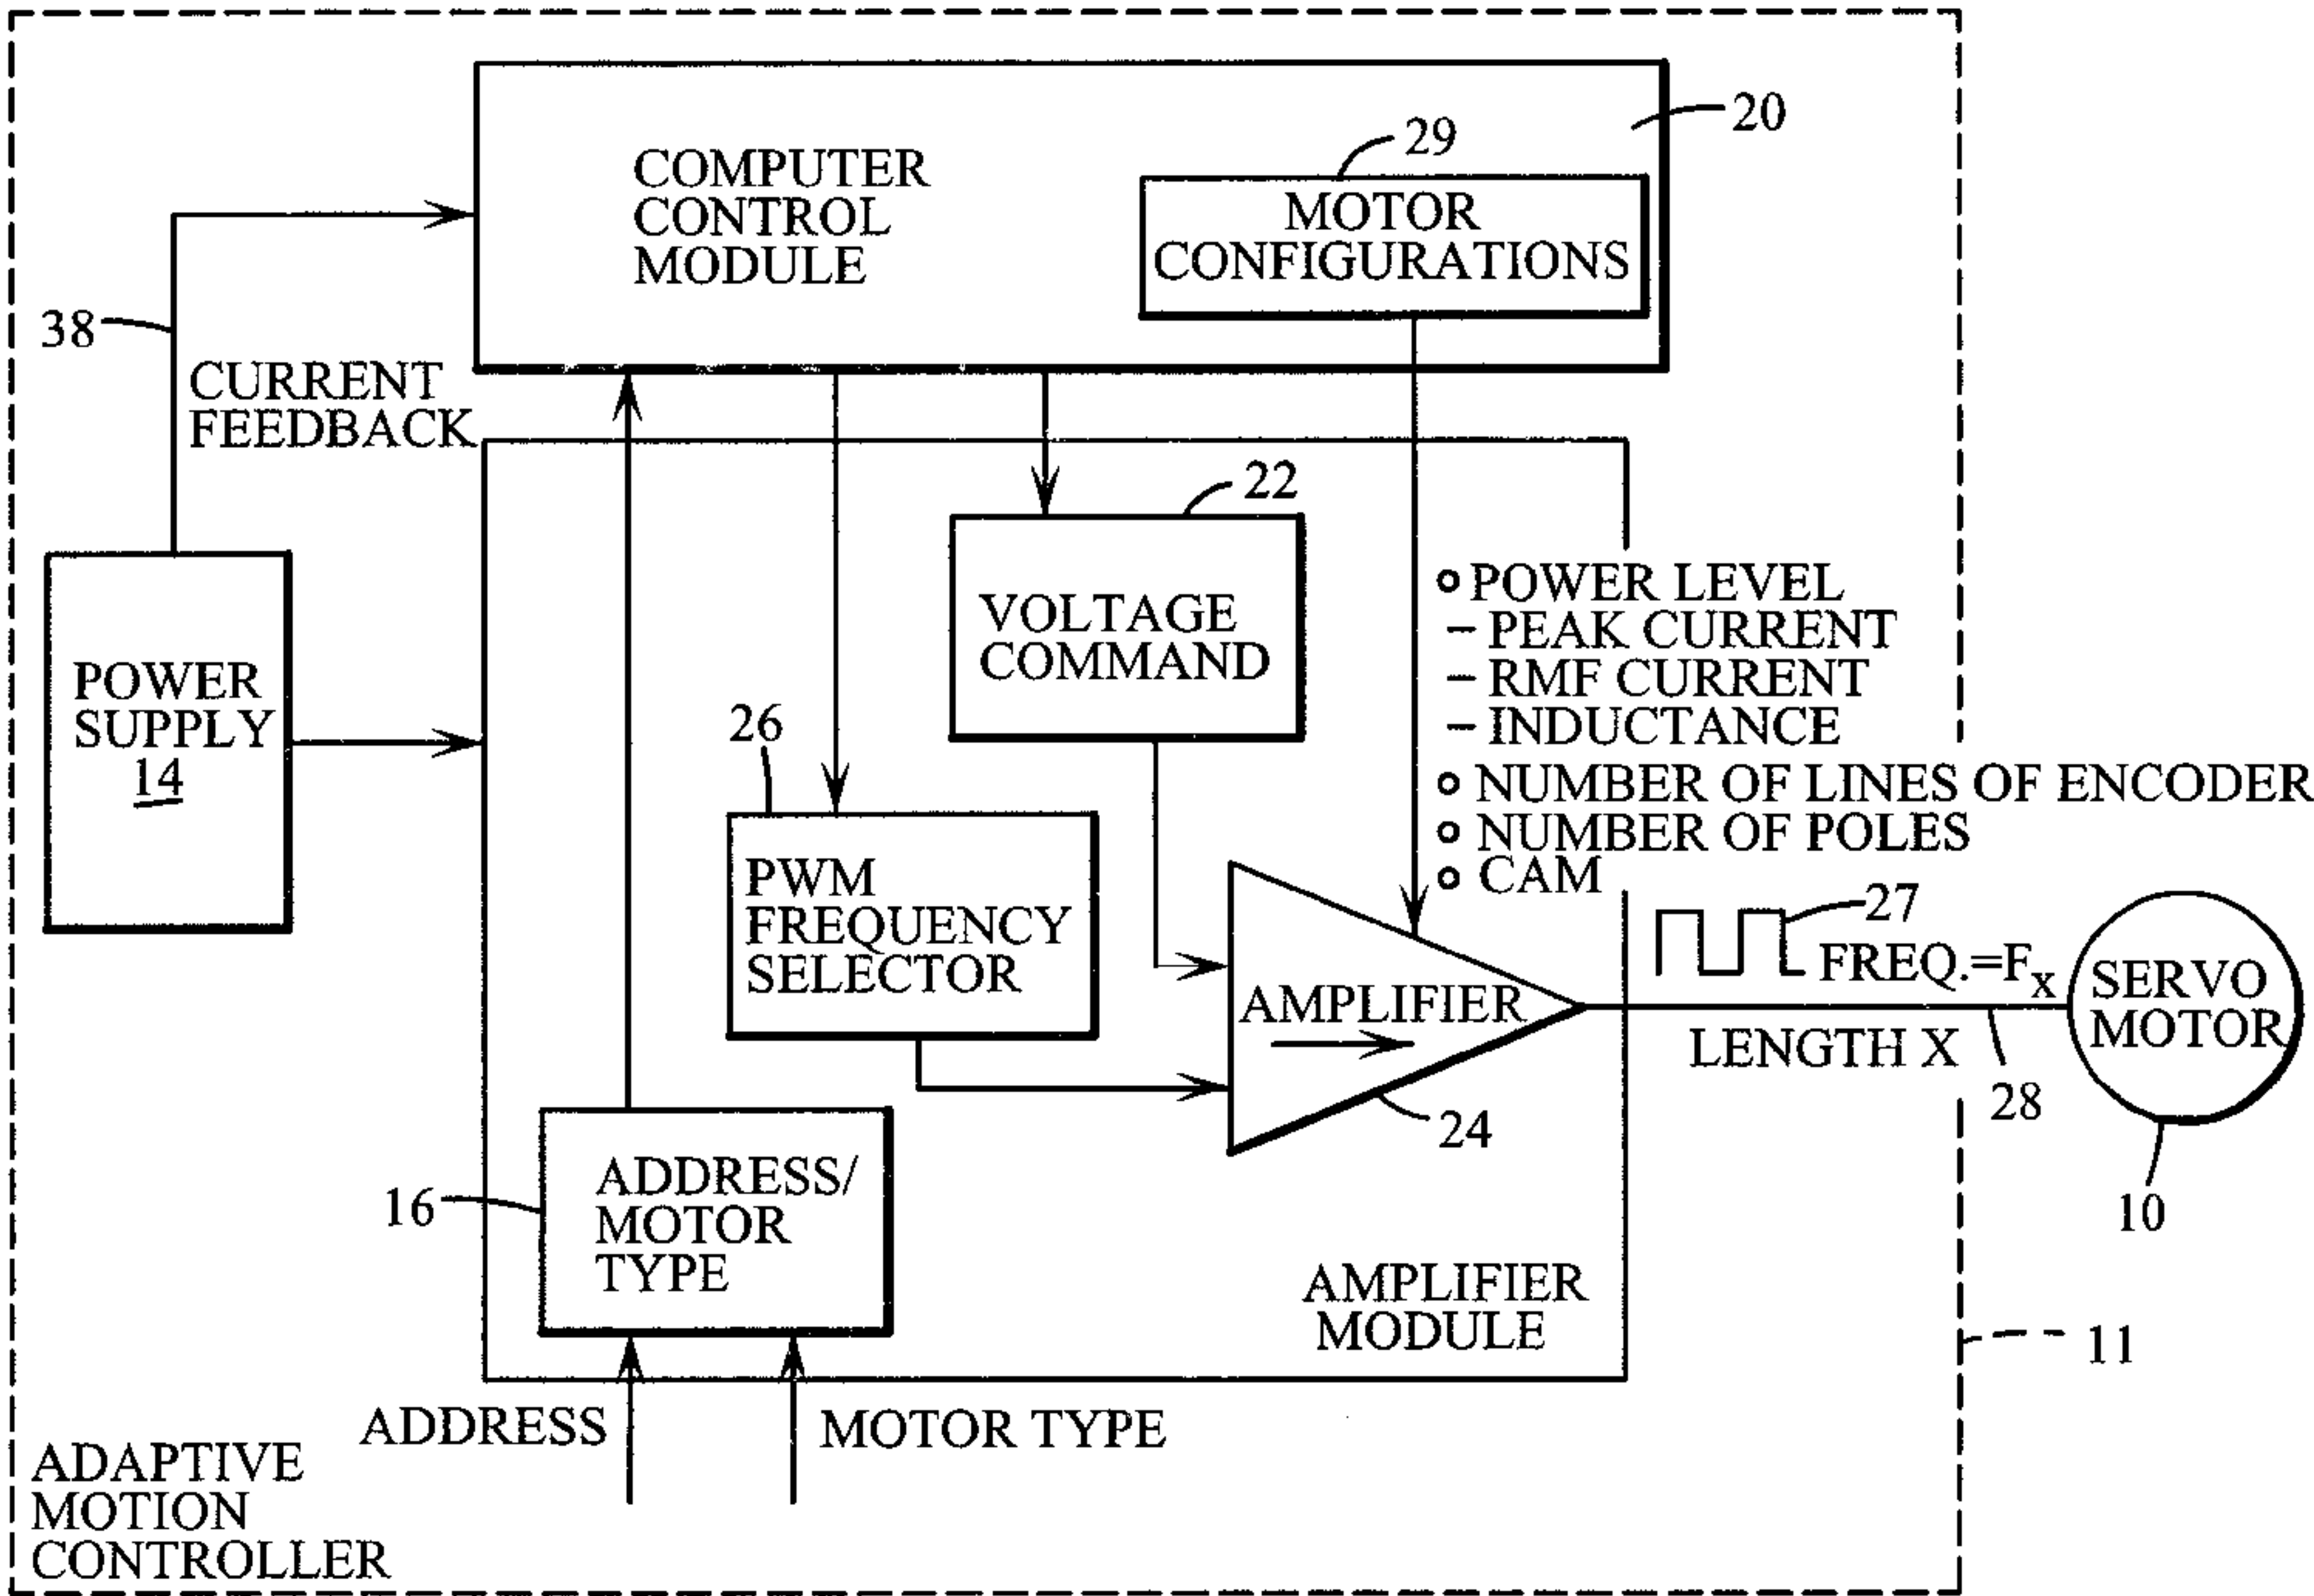 20
29
COMPUTER
CONTROL
MODULE
MOTOR
CONFIGURATIONS
38
CURRENT
FEEDBACK
22
VOLTAGE
COMMAND
○ POWER LEVEL
– PEAK CURRENT
– RMF CURRENT
– INDUCTANCE
○ NUMBER OF LINES OF ENCODER
○ NUMBER OF POLES
○ CAM
POWER
SUPPLY
14
26
PWM
FREQUENCY
SELECTOR
27
FREQ.=Fx
AMPLIFIER
SERVO
MOTOR
LENGTH X
28
24
10
16
ADDRESS/
MOTOR
TYPE
AMPLIFIER
MODULE
11
ADDRESS
MOTOR TYPE
ADAPTIVE
MOTION
CONTROLLER